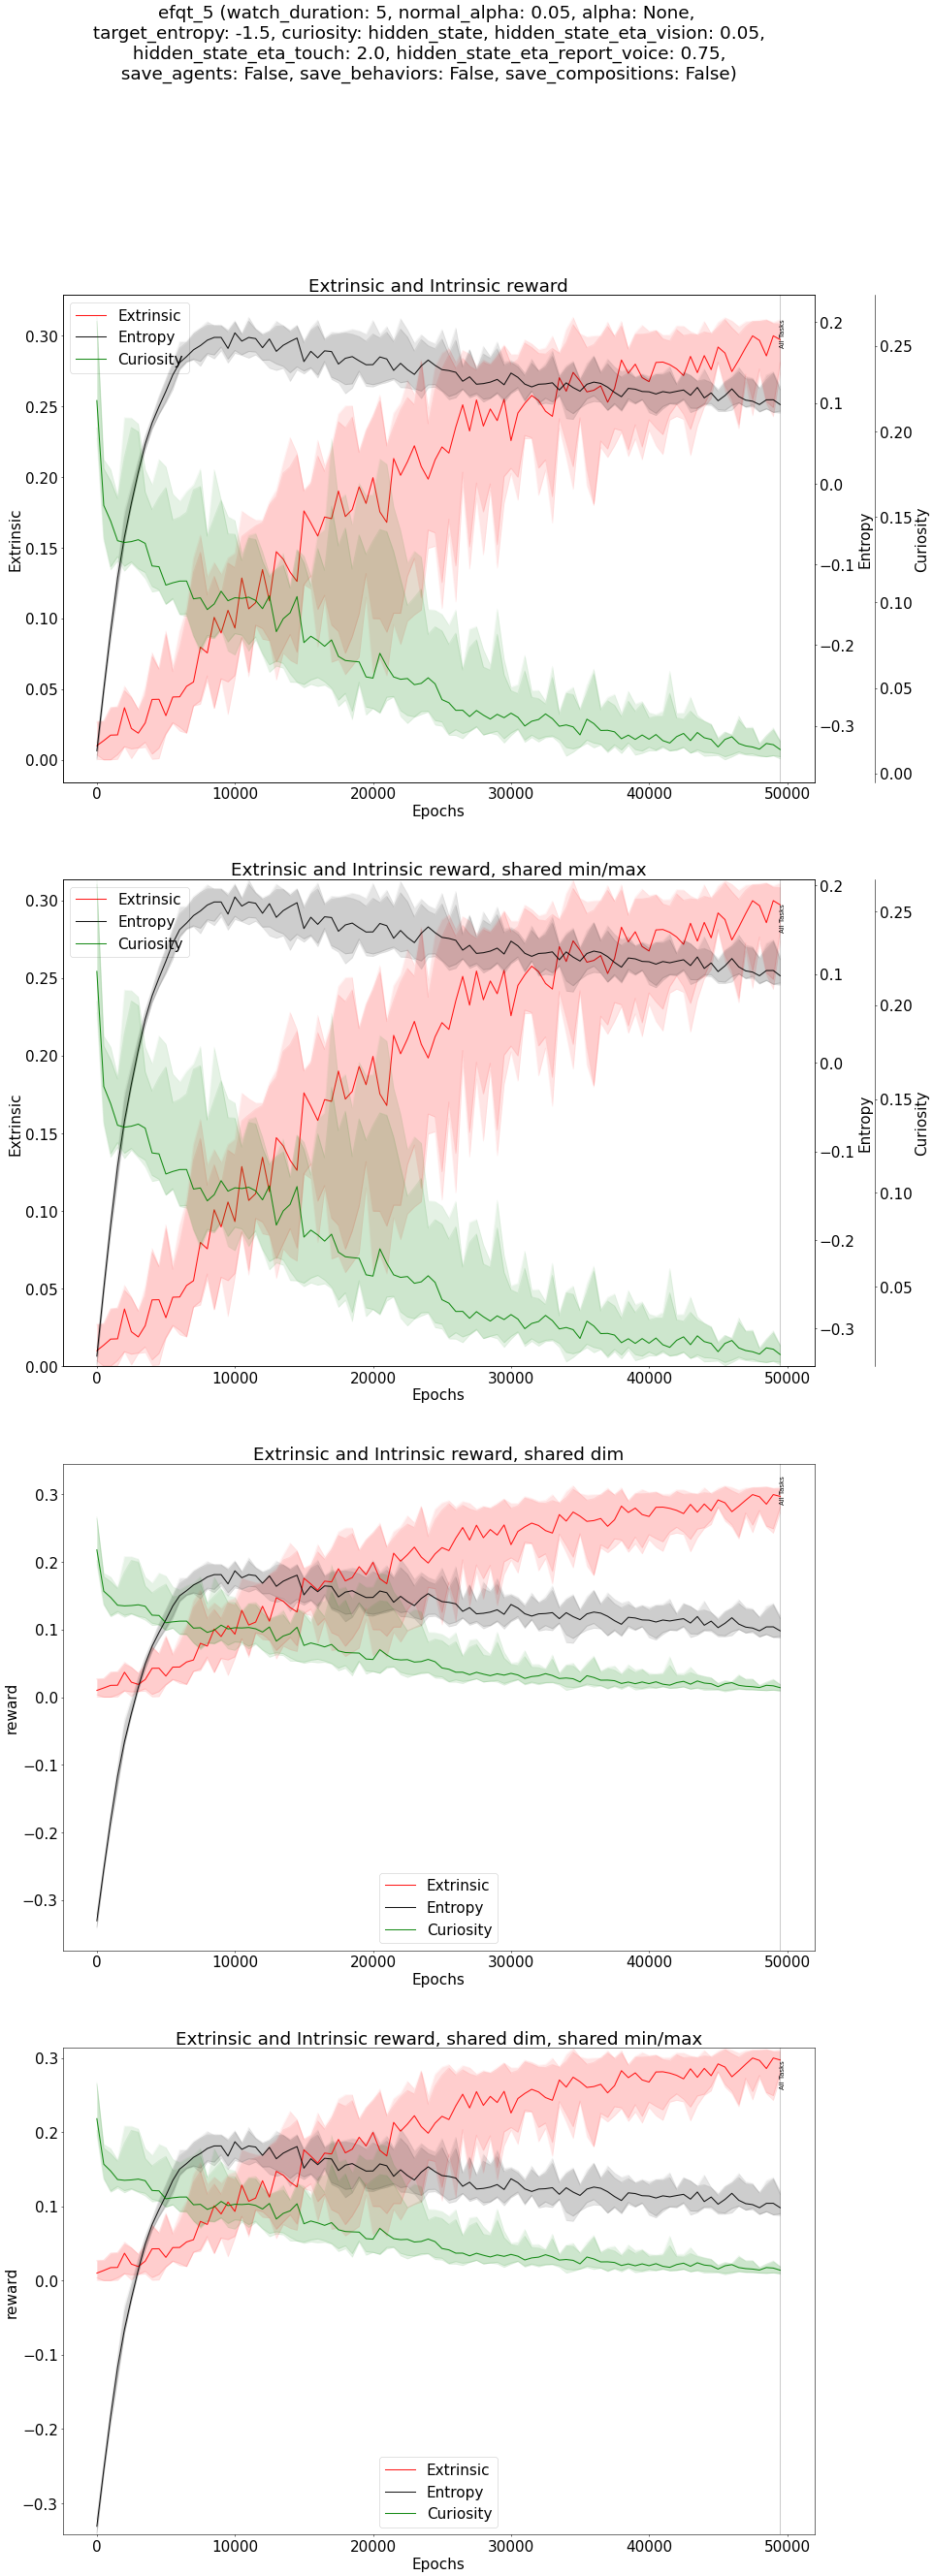 efqt_5 (watch_duration: 5, normal_alpha: 0.05, alpha: None,
target_entropy: -1.5, curiosity: hidden_state, hidden_state_eta_vision: 0.05,
hidden_state_eta_touch: 2.0, hidden_state_eta_report_voice: 0.75,
save_agents: False, save_behaviors: False, save_compositions: False)
Extrinsic and Intrinsic reward
Extrinsic
Entropy
Curiosity
All Tasks
0.30
0.25
0.20
0.15
0.10
0.05
0.00
Extrinsic
0.2
0.1
0.0
−0.1
−0.2
−0.3
Entropy
0.25
0.20
0.15
0.10
0.05
0.00
Curiosity
0 10000 20000 30000 40000 50000
Epochs
Extrinsic and Intrinsic reward, shared min/max
Extrinsic
Entropy
Curiosity
All Tasks
0.30
0.25
0.20
0.15
0.10
0.05
0.00
Extrinsic
0.2
0.1
0.0
−0.1
−0.2
−0.3
Entropy
0.25
0.20
0.15
0.10
0.05
Curiosity
0 10000 20000 30000 40000 50000
Epochs
Extrinsic and Intrinsic reward, shared dim
All Tasks
0.3
0.2
0.1
0.0
−0.1
−0.2
−0.3
reward
Extrinsic
Entropy
Curiosity
0 10000 20000 30000 40000 50000
Epochs
Extrinsic and Intrinsic reward, shared dim, shared min/max
All Tasks
0.3
0.2
0.1
0.0
−0.1
−0.2
−0.3
reward
Extrinsic
Entropy
Curiosity
0 10000 20000 30000 40000 50000
Epochs